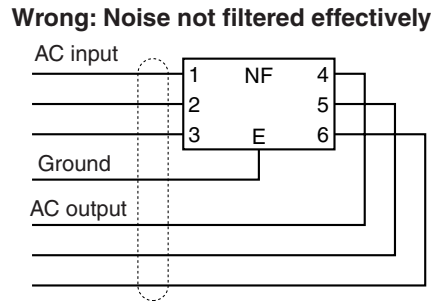 Wrong: Noise not filtered effectively
AC input
1 NF 4
2 5
3 E 6
Ground
AC output